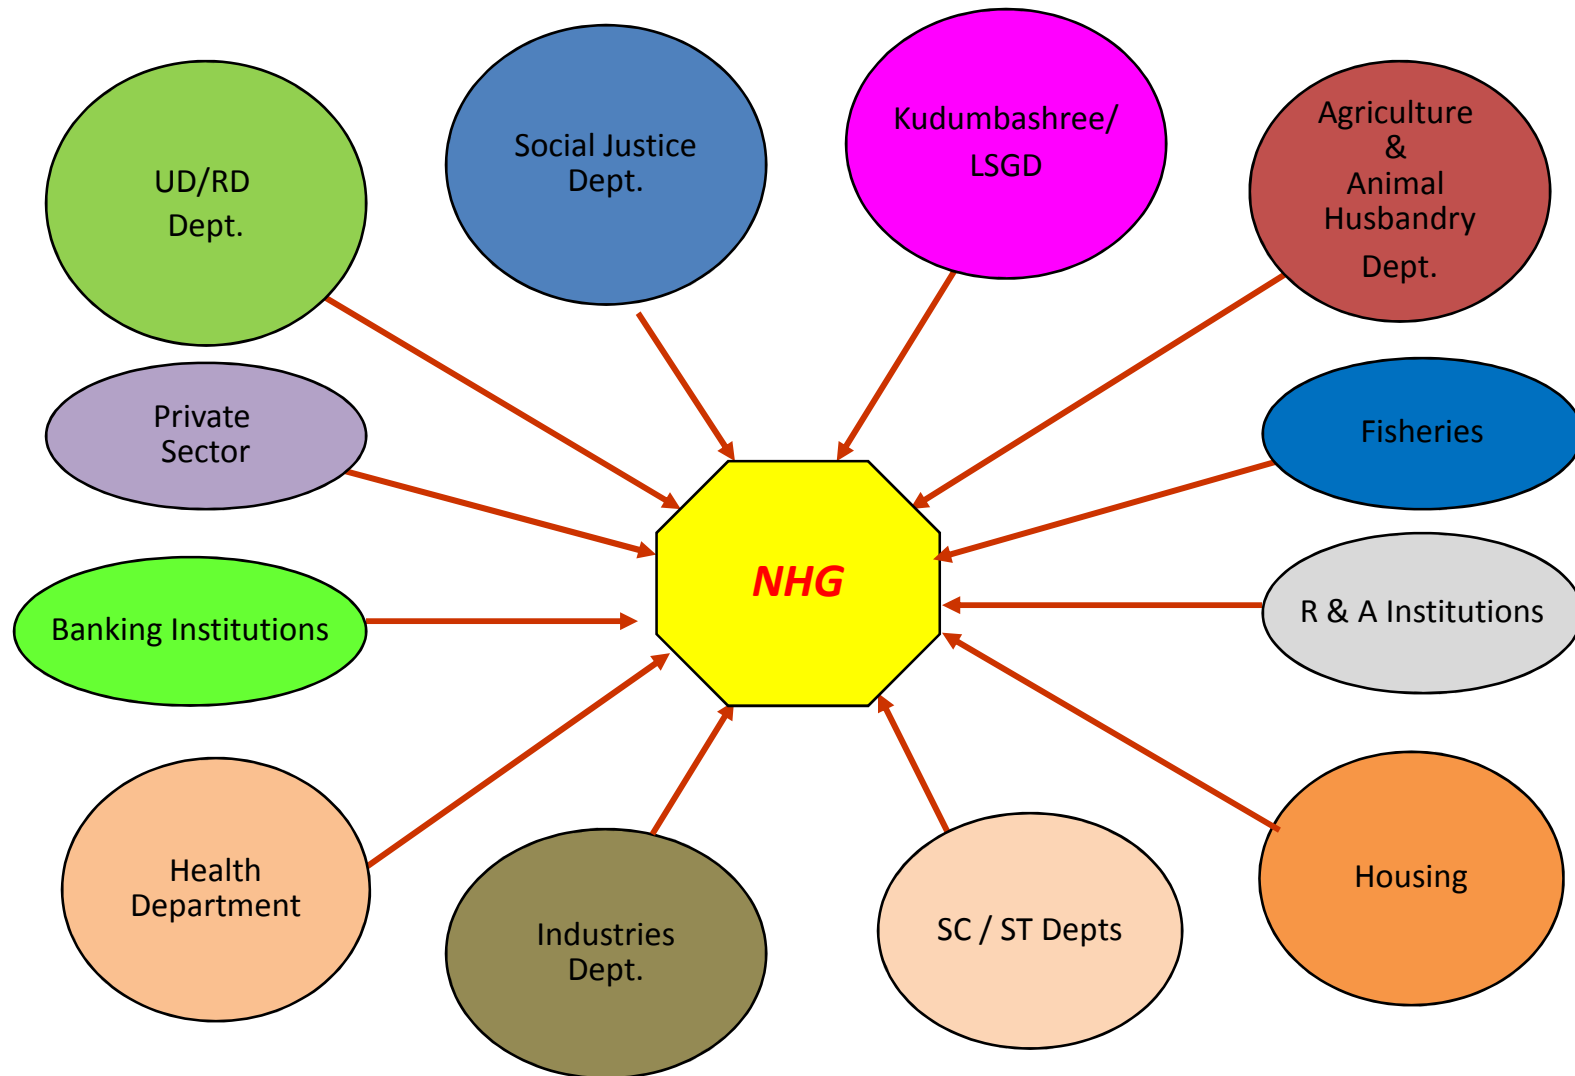 UD/RD
Dept.
Social Justice
Dept.
Kudumbashree/
LSGD
Agriculture
&
Animal
Husbandry
Dept.
Private
Sector
Fisheries
NHG
Banking Institutions
R & A Institutions
Health
Department
Industries
Dept.
SC / ST Depts
Housing